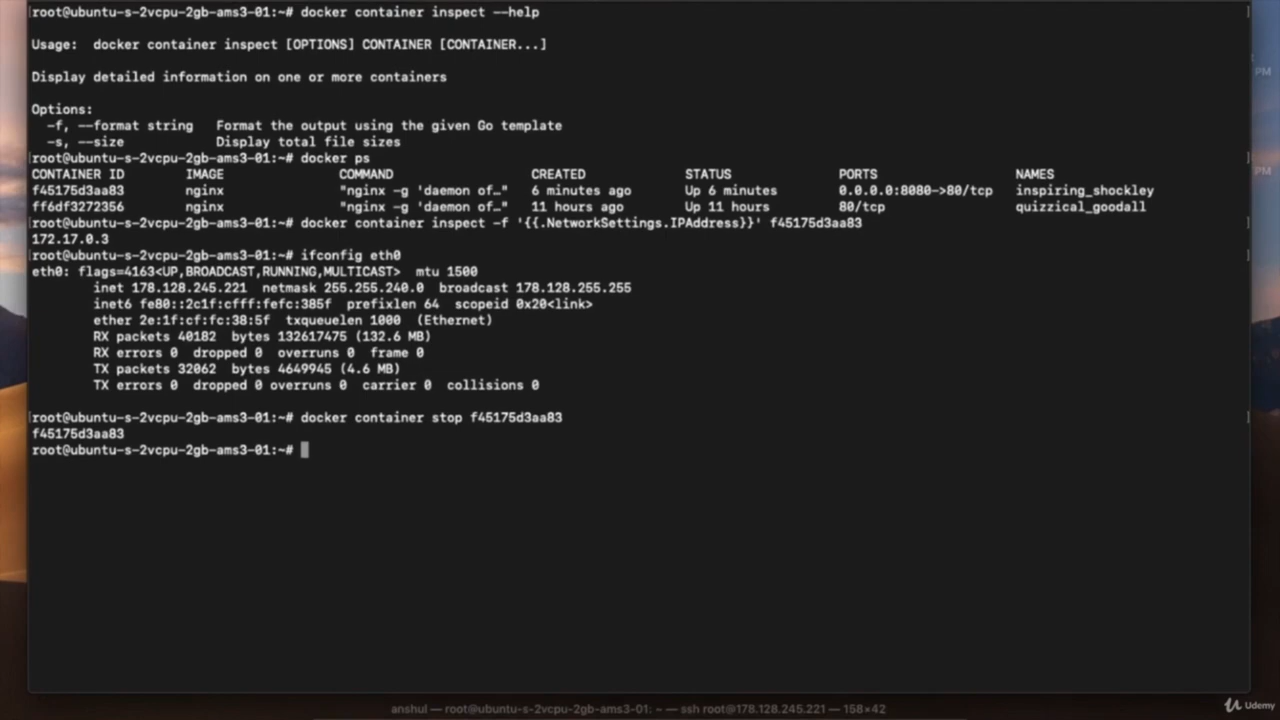 root@ubuntu-s-2vcpu-2gb-ams3-01:~# docker container inspect --help
Usage:  docker container inspect [OPTIONS] CONTAINER [CONTAINER...]
Display detailed information on one or more containers
Options:
  -f, --format string   Format the output using the given Go template
  -s, --size            Display total file sizes
root@ubuntu-s-2vcpu-2gb-ams3-01:~# docker ps
CONTAINER ID        IMAGE               COMMAND                  CREATED             STATUS              PORTS                  NAMES
f45175d3aa83        nginx               "nginx -g 'daemon of…"   6 minutes ago       Up 6 minutes        0.0.0.0:8080->80/tcp   inspiring_shockley
ff6df3272356        nginx               "nginx -g 'daemon of…"   11 hours ago        Up 11 hours         80/tcp                 quizzical_goodall
root@ubuntu-s-2vcpu-2gb-ams3-01:~# docker container inspect -f '{{.NetworkSettings.IPAddress}}' f45175d3aa83
172.17.0.3
root@ubuntu-s-2vcpu-2gb-ams3-01:~# ifconfig eth0
eth0: flags=4163<UP,BROADCAST,RUNNING,MULTICAST>  mtu 1500
        inet 178.128.245.221  netmask 255.255.240.0  broadcast 178.128.255.255
        inet6 fe80::2c1f:cfff:fefc:385f  prefixlen 64  scopeid 0x20<link>
        ether 2e:1f:cf:fc:38:5f  txqueuelen 1000  (Ethernet)
        RX packets 40182  bytes 132617475 (132.6 MB)
        RX errors 0  dropped 0  overruns 0  frame 0
        TX packets 32062  bytes 4649945 (4.6 MB)
        TX errors 0  dropped 0 overruns 0  carrier 0  collisions 0
root@ubuntu-s-2vcpu-2gb-ams3-01:~# docker container stop f45175d3aa83
f45175d3aa83
root@ubuntu-s-2vcpu-2gb-ams3-01:~#
PM
PM
anshul — root@ubuntu-s-2vcpu-2gb-ams3-01: ~ — ssh root@178.128.245.221 — 158×42
Udemy